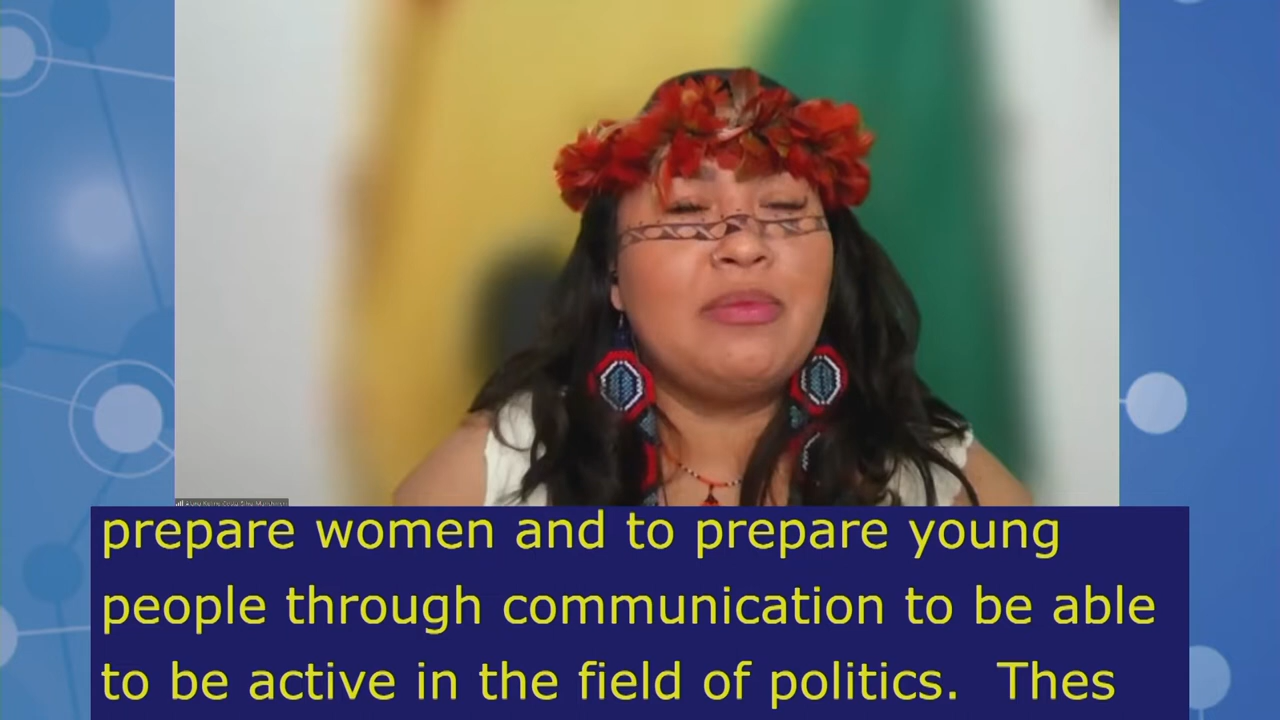 prepare women and to prepare young
people through communication to be able
to be active in the field of politics.  Thes